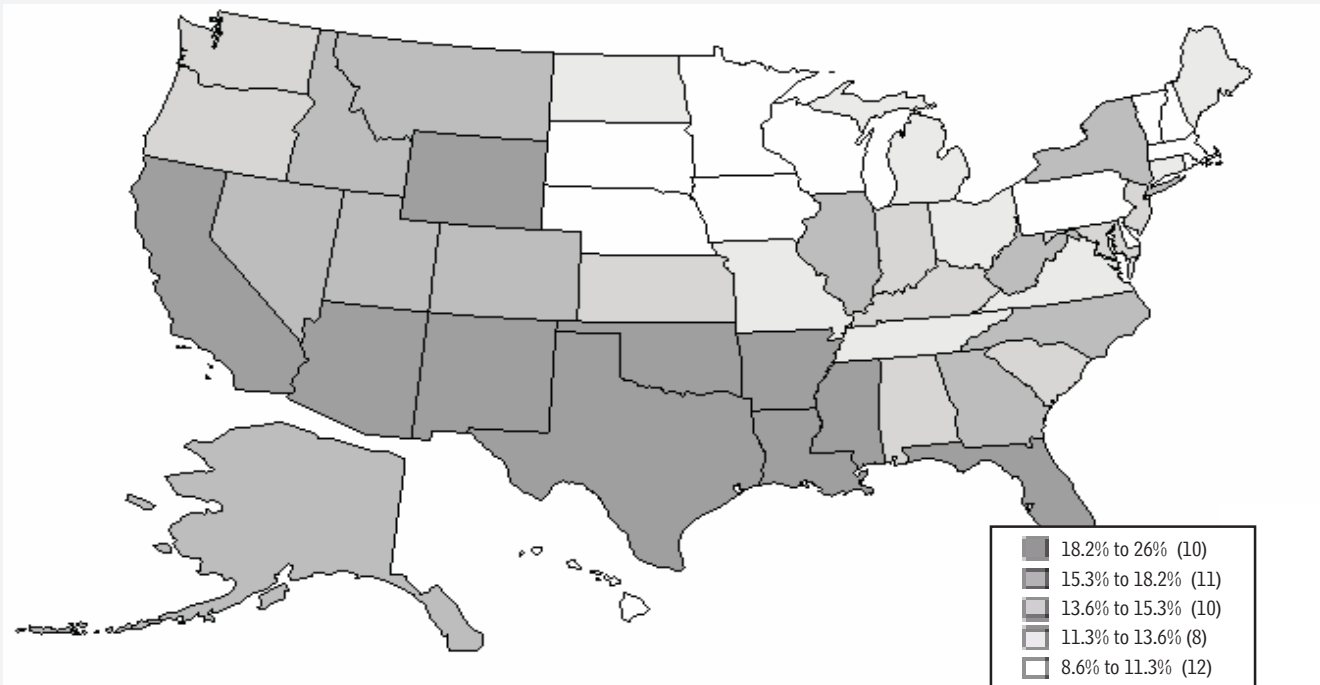 18.2% to 26% (10)
15.3% to 18.2% (11)
13.6% to 15.3% (10)
11.3% to 13.6% (8)
8.6% to 11.3% (12)